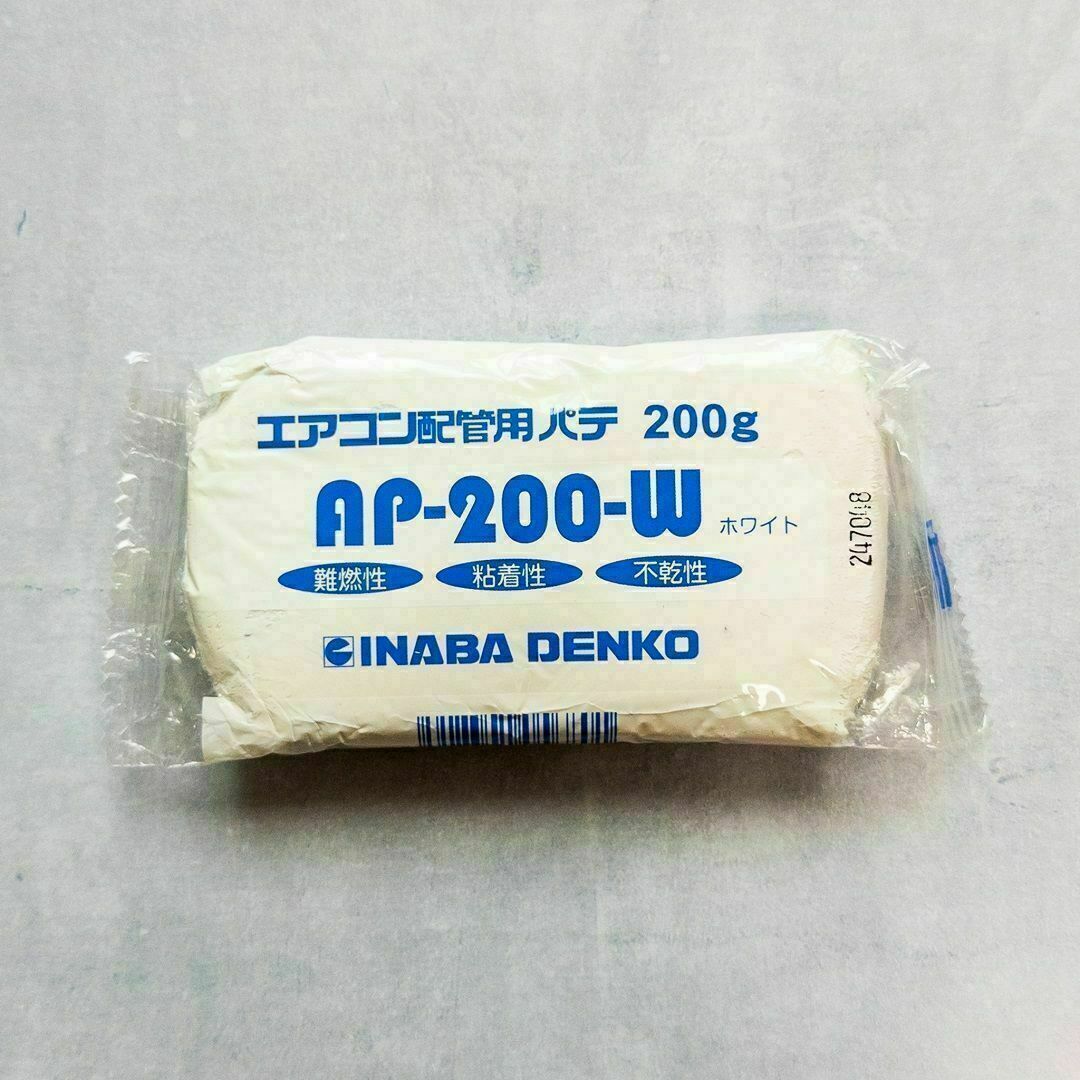 エアコン配管用パテ 200g
AP-200-W ホワイト
難燃性 粘着性 不乾性
INABA DENKO